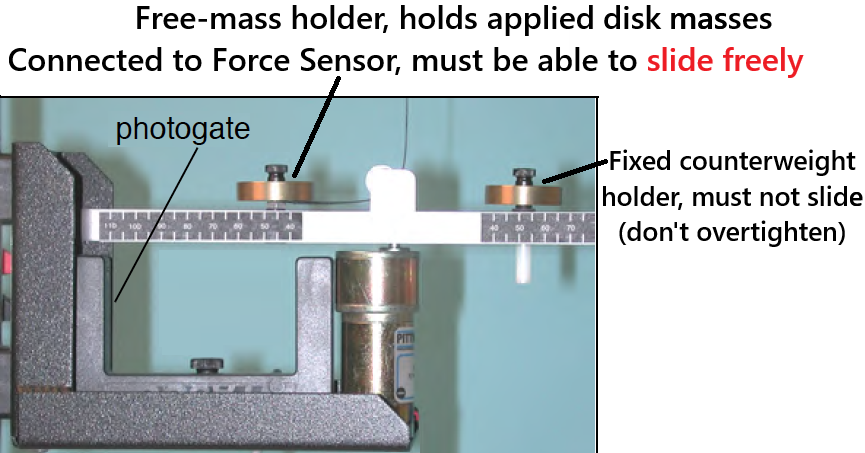 Free-mass holder, holds applied disk masses
Connected to Force Sensor, must be able to slide freely
photogate
Fixed counterweight
holder, must not slide
(don't overtighten)
110 100 90 80 70 60 50 40
40 50 60 70
PITT